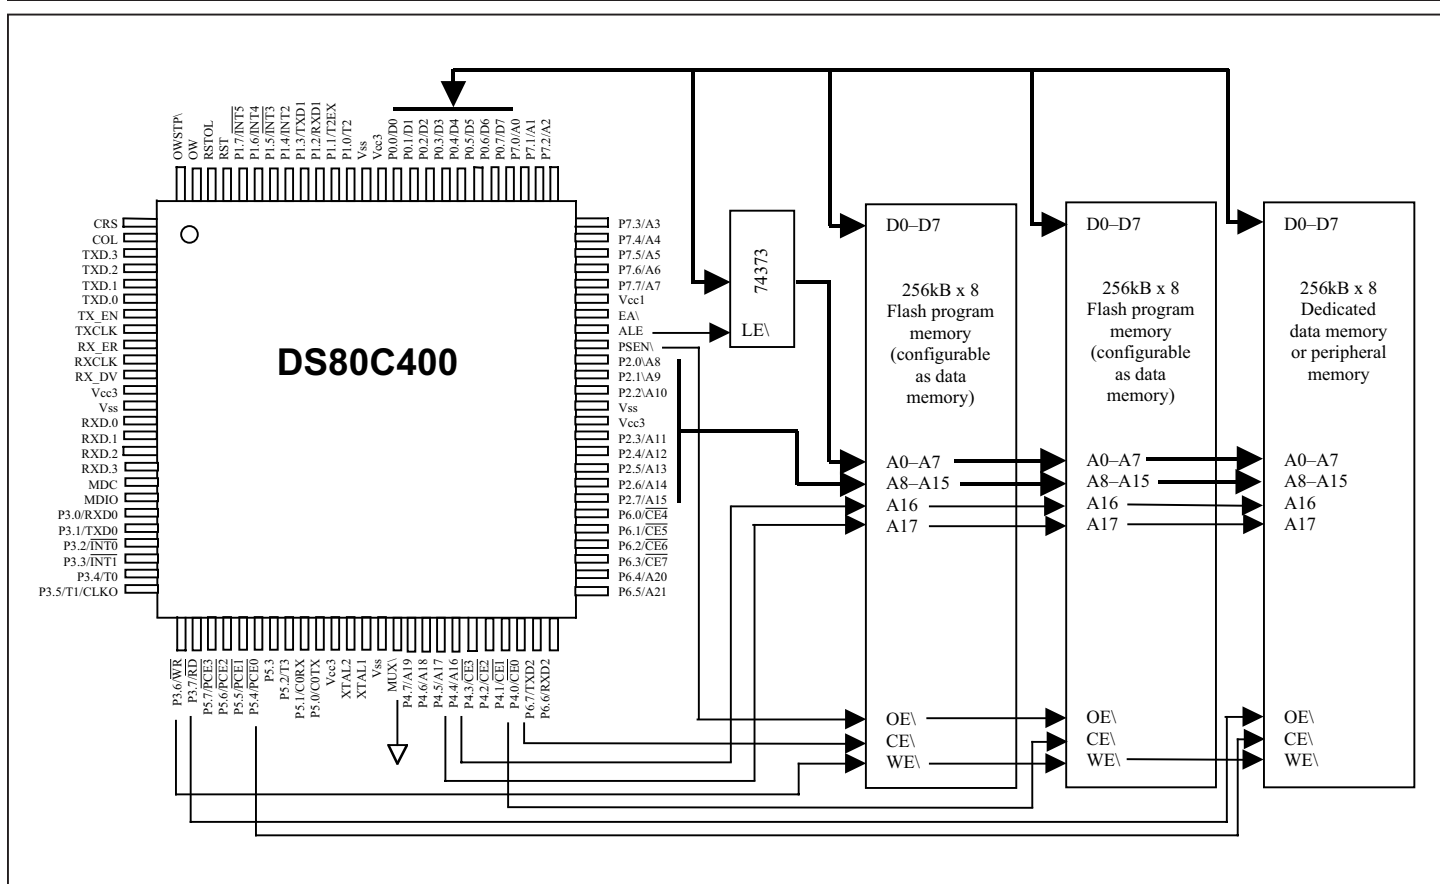 OWSTP\
OW
RSTOL
RST
P1.7/INT5
P1.6/INT4
P1.5/INT3
P1.4/INT2
P1.3/TXD1
P1.2/RXD1
P1.1/T2EX
P1.0/T2
Vss
Vcc3
P0.0/D0
P0.1/D1
P0.2/D2
P0.3/D3
P0.4/D4
P0.5/D5
P0.6/D6
P0.7/D7
P7.0/A0
P7.1/A1
P7.2/A2
CRS
COL
TXD.3
TXD.2
TXD.1
TXD.0
TX_EN
TXCLK
RX_ER
RXCLK
RX_DV
Vcc3
Vss
RXD.0
RXD.1
RXD.2
RXD.3
MDC
MDIO
P3.0/RXD0
P3.1/TXD0
P3.2/INT0
P3.3/INT1
P3.4/T0
P3.5/T1/CLKO
DS80C400
P7.3/A3
P7.4/A4
P7.5/A5
P7.6/A6
P7.7/A7
Vcc1
EA\
ALE
PSEN\
P2.0\A8
P2.1\A9
P2.2\A10
Vss
Vcc3
P2.3/A11
P2.4/A12
P2.5/A13
P2.6/A14
P2.7/A15
P6.0/CE4
P6.1/CE5
P6.2/CE6
P6.3/CE7
P6.4/A20
P6.5/A21
P3.6/WR
P3.7/RD
P5.7/PCE3
P5.6/PCE2
P5.5/PCE1
P5.4/PCE0
P5.3
P5.2/T3
P5.1/C0RX
P5.0/C0TX
Vcc3
XTAL2
XTAL1
Vss
MUX\
P4.7/A19
P4.6/A18
P4.5/A17
P4.4/A16
P4.3/CE3
P4.2/CE2
P4.1/CE1
P4.0/CE0
P6.7/TXD2
P6.6/RXD2
74373
LE\
D0–D7
256kB x 8
Flash program
memory
(configurable
as data
memory)
A0–A7
A8–A15
A16
A17
OE\
CE\
WE\
D0–D7
256kB x 8
Flash program
memory
(configurable
as data
memory)
A0–A7
A8–A15
A16
A17
OE\
CE\
WE\
D0–D7
256kB x 8
Dedicated
data memory
or peripheral
memory
A0–A7
A8–A15
A16
A17
OE\
CE\
WE\